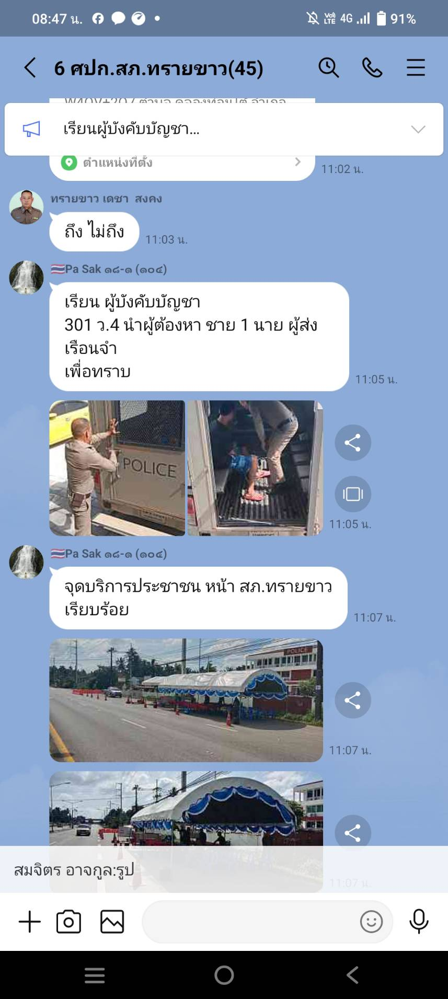 08:47 น.
VoLTE 4G 91%
6 ศปก.สภ.ทรายขาว(45)
เรียนผู้บังคับบัญชา...
ตำแหน่งที่ตั้ง
11:02 น.
ทรายขาว เดชา สงคง
ถึง ไม่ถึง
11:03 น.
Pa Sak ๑๘-๑ (๑๐๔)
เรียน ผู้บังคับบัญชา
301 ว.4 นำผู้ต้องหา ชาย 1 นาย ผู้ส่ง
เรือนจำ
เพื่อทราบ
11:05 น.
POLICE
11:05 น.
Pa Sak ๑๘-๑ (๑๐๔)
จุดบริการประชาชน หน้า สภ.ทรายขาว
เรียบร้อย
11:07 น.
POLICE
11:07 น.
สมจิตร อาจกูล:รูป
11:07 น.